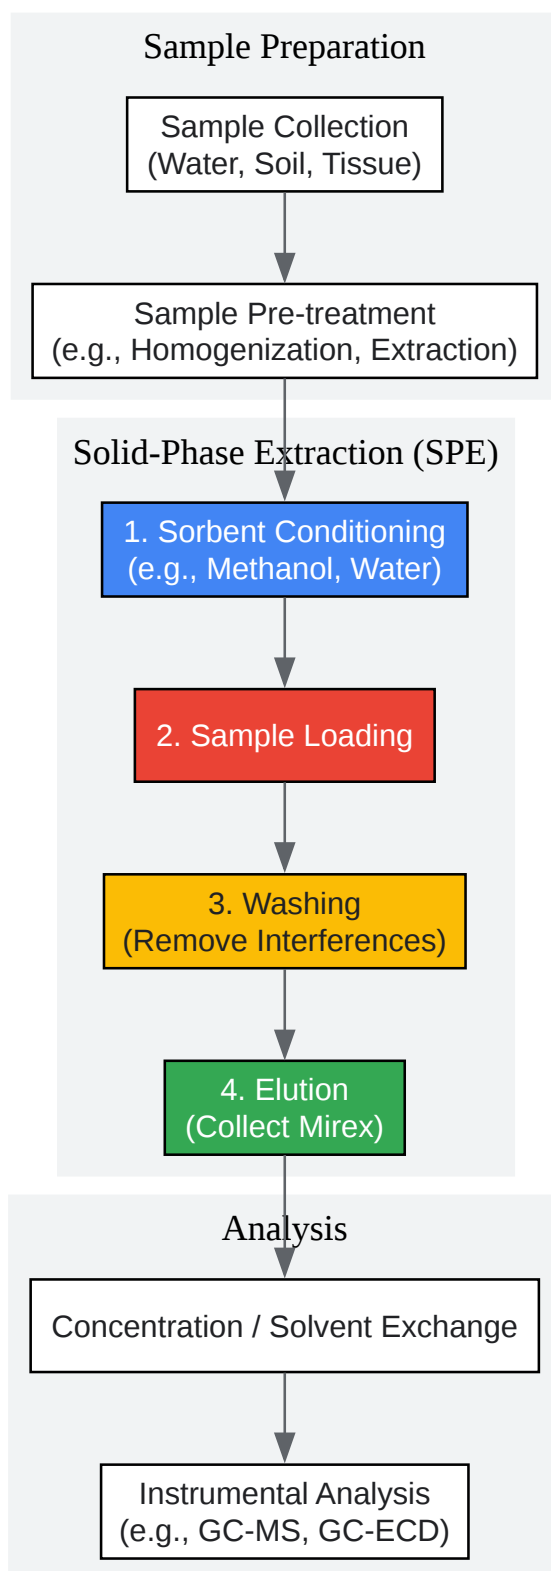 Sample Preparation
Sample Collection
(Water, Soil, Tissue)
Sample Pre-treatment
(e.g., Homogenization, Extraction)
Solid-Phase Extraction (SPE)
1. Sorbent Conditioning
(e.g., Methanol, Water)
2. Sample Loading
3. Washing
(Remove Interferences)
4. Elution
(Collect Mirex)
Analysis
Concentration / Solvent Exchange
Instrumental Analysis
(e.g., GC-MS, GC-ECD)